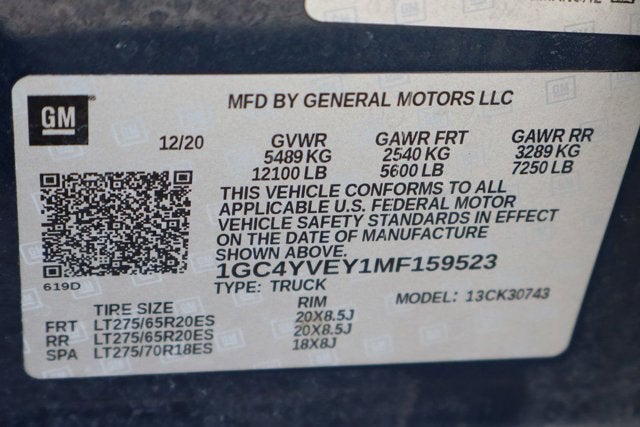 GM
MFD BY GENERAL MOTORS LLC
12/20 GVWR GAWR FRT GAWR RR
5489 KG 2540 KG 3289 KG
12100 LB 5600 LB 7250 LB
THIS VEHICLE CONFORMS TO ALL
APPLICABLE U.S. FEDERAL MOTOR
VEHICLE SAFETY STANDARDS IN EFFECT
ON THE DATE OF MANUFACTURE
SHOWN ABOVE.
619D
1GC4YVEY1MF159523
TYPE: TRUCK MODEL: 13CK30743
TIRE SIZE RIM
FRT LT275/65R20ES 20X8.5J
RR LT275/65R20ES 20X8.5J
SPA LT275/70R18ES 18X8J